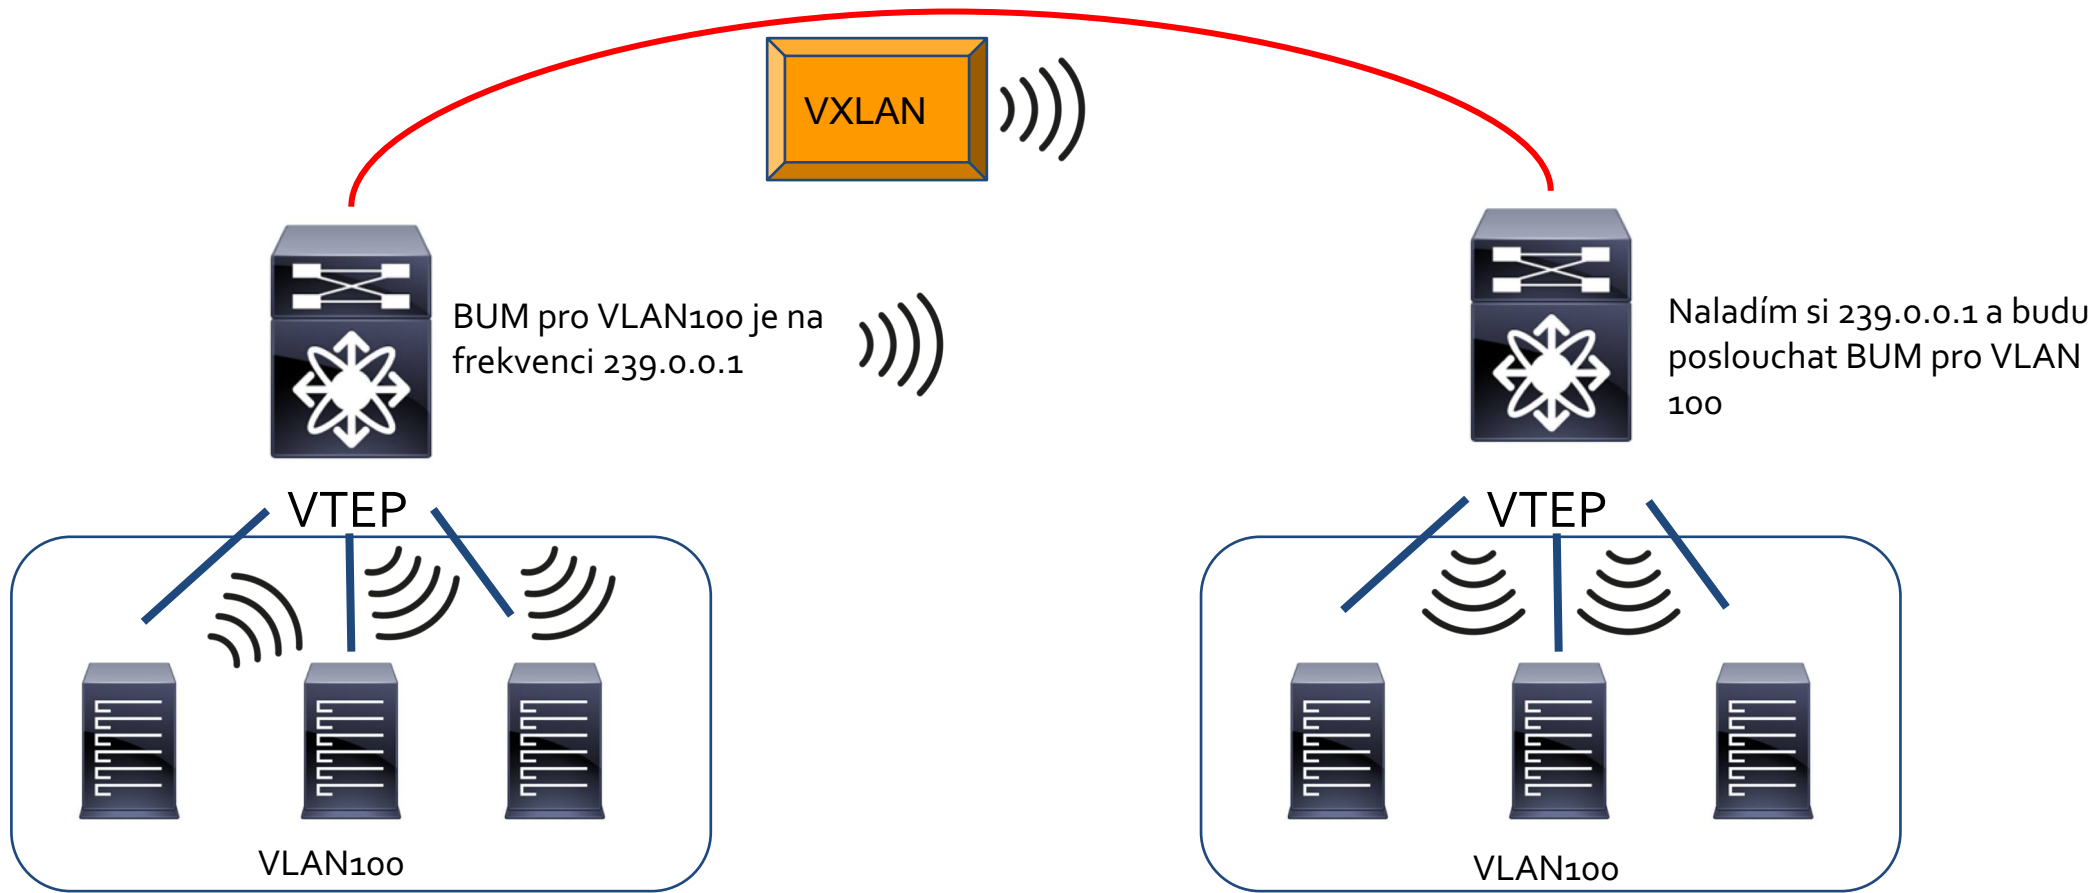 VXLAN
BUM pro VLAN100 je na
frekvenci 239.0.0.1
Naladím si 239.0.0.1 a budu
poslouchat BUM pro VLAN
100
VTEP
VTEP
VLAN100
VLAN100